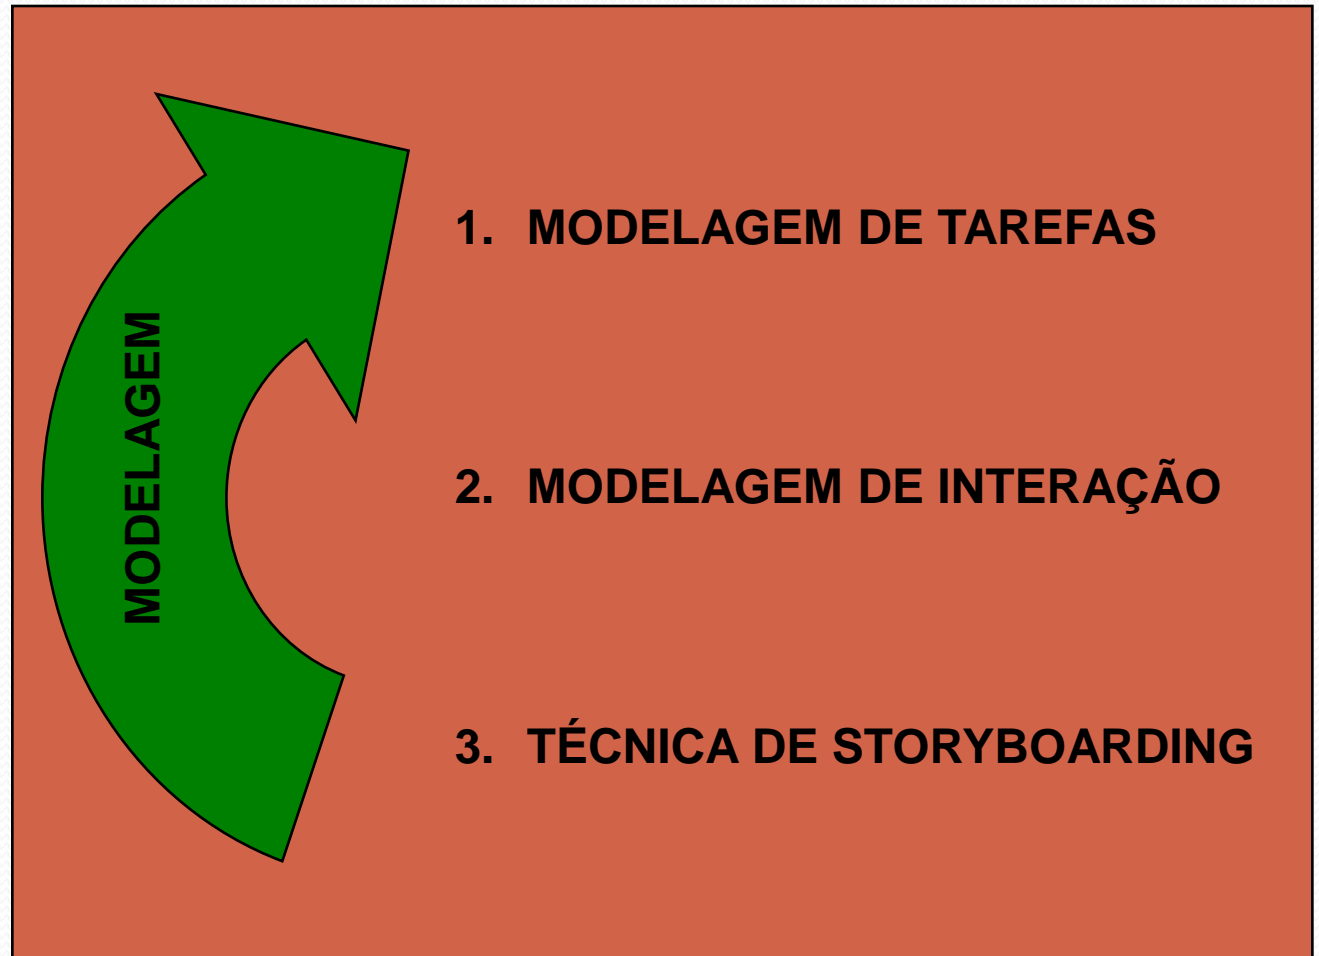 MODELAGEM
1. MODELAGEM DE TAREFAS
2. MODELAGEM DE INTERAÇÃO
3. TÉCNICA DE STORYBOARDING